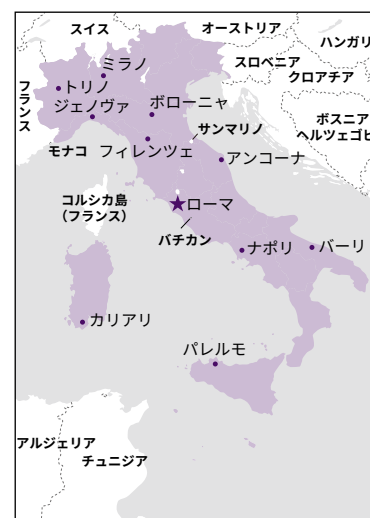 スイス
オーストリア
ハンガリ
スロベニア
クロアチア
ミラノ
トリノ
フランス
ジェノヴァ
ボローニャ
ボスニア
ヘルツェゴビ
サンマリノ
モナコ
フィレンツェ
アンコーナ
コルシカ島
（フランス）
ローマ
バチカン
ナポリ
バーリ
カリアリ
パレルモ
アルジェリア
チュニジア